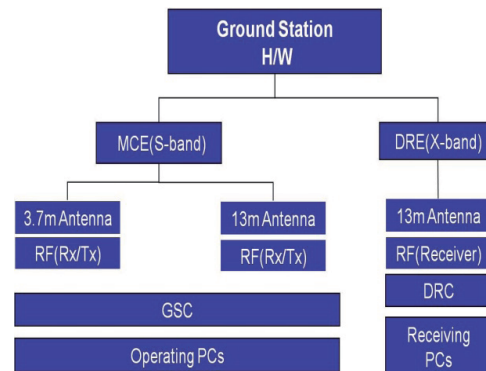 Ground Station
H/W
MCE(S-band)
DRE(X-band)
3.7m Antenna
13m Antenna
13m Antenna
RF(Rx/Tx)
RF(Rx/Tx)
RF(Receiver)
GSC
DRC
Operating PCs
Receiving
PCs